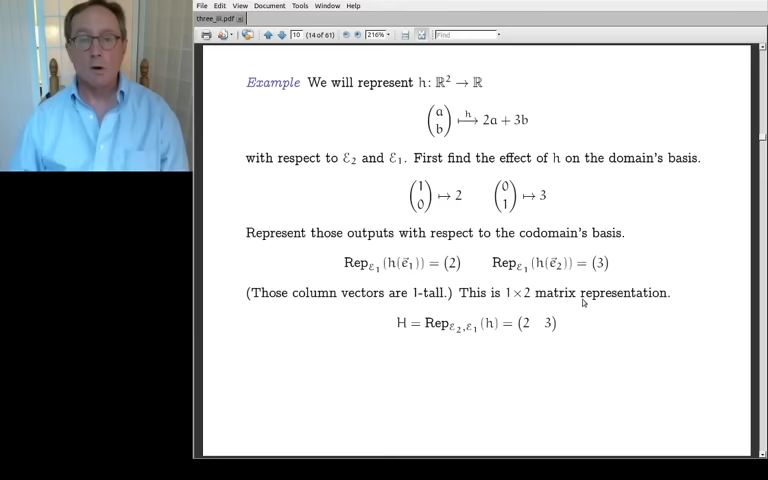 File Edit View Document Tools Window Help
three_iii.pdf
10 (14 of 61) 216% Find
Example We will represent h: ℝ² → ℝ
(a b) ⟼ʰ 2a + 3b
with respect to ℰ₂ and ℰ₁. First find the effect of h on the domain's basis.
(1 0) ↦ 2 (0 1) ↦ 3
Represent those outputs with respect to the codomain's basis.
Rep_ℰ₁(h(e⃗₁)) = (2) Rep_ℰ₁(h(e⃗₂)) = (3)
(Those column vectors are 1-tall.) This is 1×2 matrix representation.
H = Rep_ℰ₂,ℰ₁(h) = (2 3)